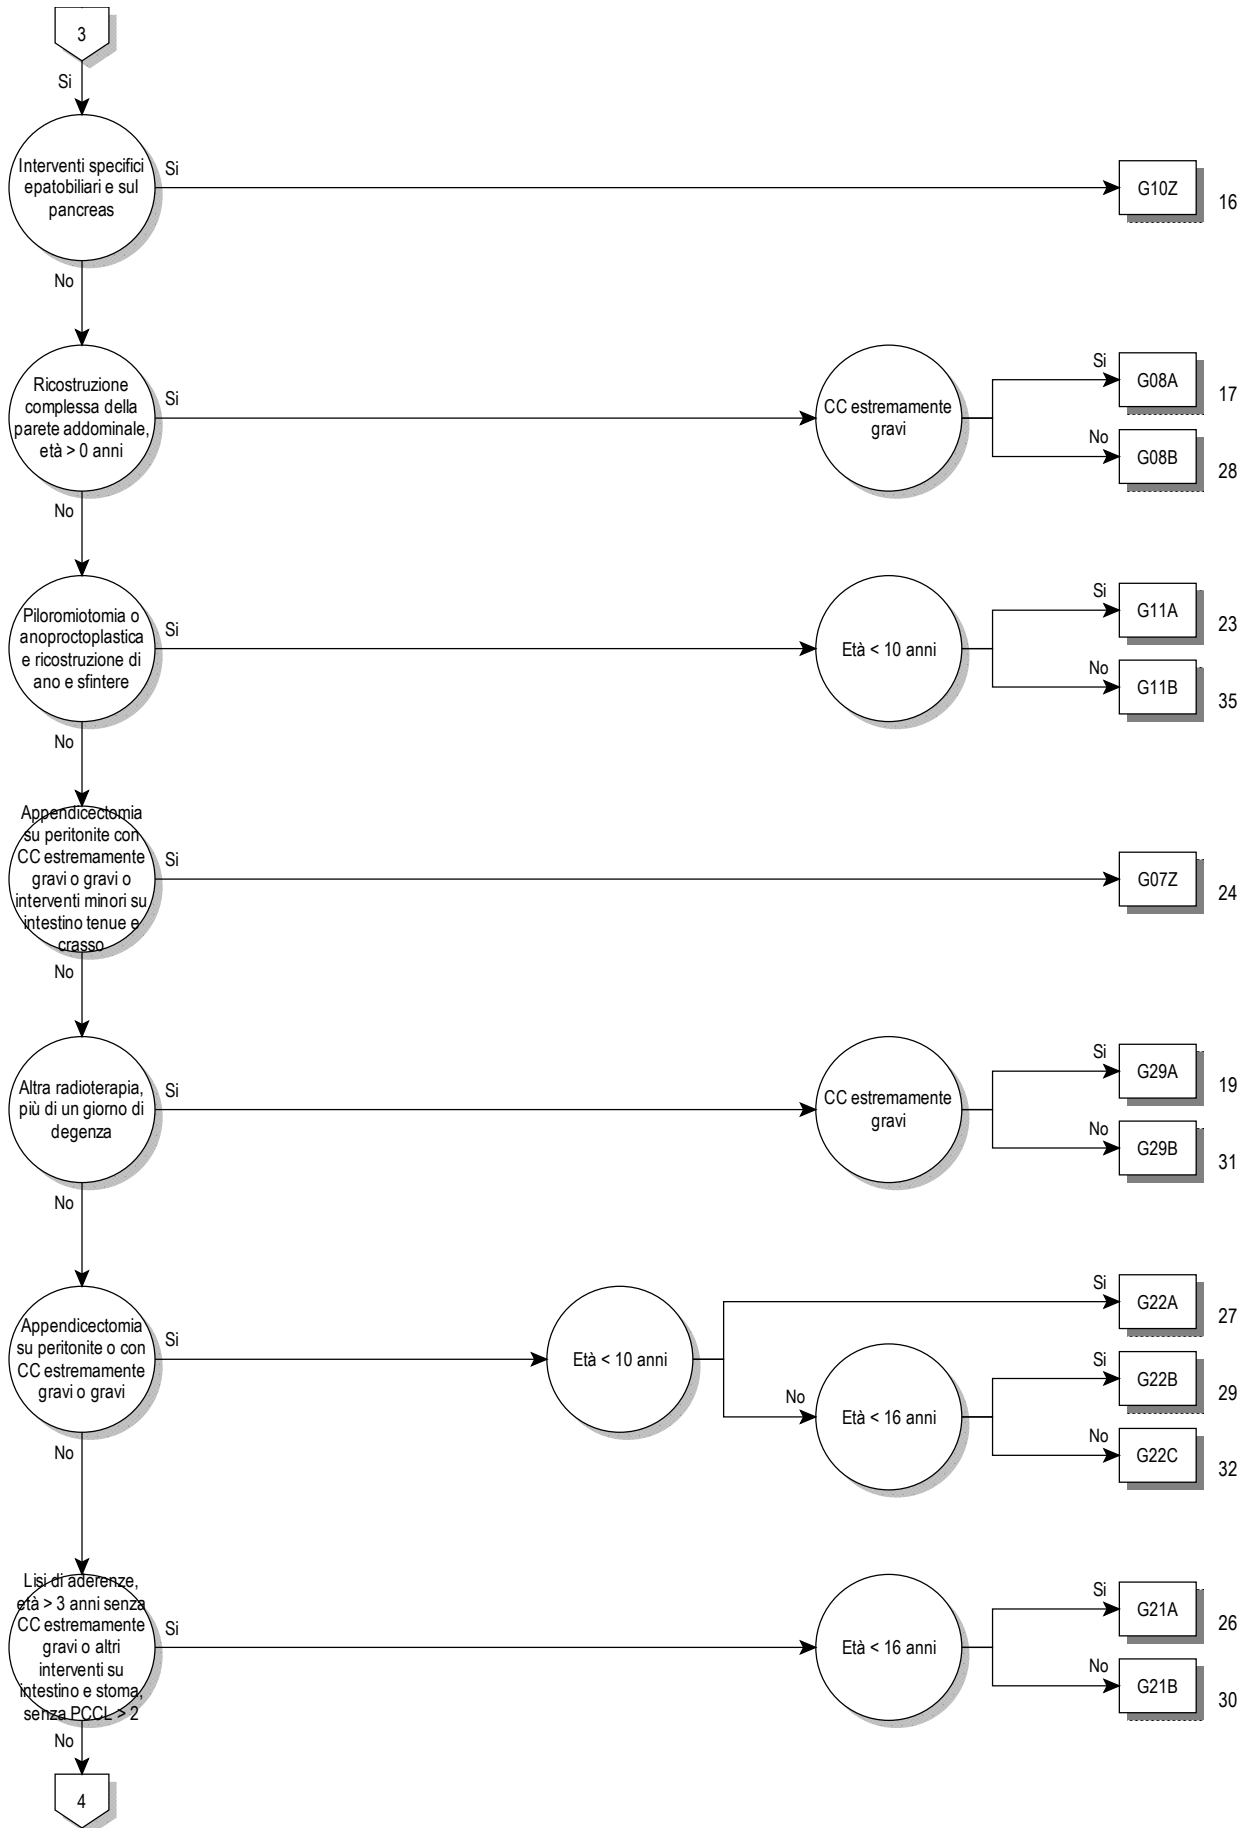 3
Si
Interventi specifici
epatobiliari e sul
pancreas
Si
G10Z
16
No
Ricostruzione
complessa della
parete addominale,
età > 0 anni
Si
CC estremamente
gravi
Si
G08A
17
No
G08B
28
No
Piloromiotomia o
anoproctoplastica
e ricostruzione di
ano e sfintere
Si
Età < 10 anni
Si
G11A
23
No
G11B
35
No
Appendicectomia
su peritonite con
CC estremamente
gravi o gravi o
interventi minori su
intestino tenue e
crasso
Si
G07Z
24
No
Altra radioterapia,
più di un giorno di
degenza
Si
CC estremamente
gravi
Si
G29A
19
No
G29B
31
No
Appendicectomia
su peritonite o con
CC estremamente
gravi o gravi
Si
Età < 10 anni
Si
G22A
27
No
Età < 16 anni
Si
G22B
29
No
G22C
32
No
Lisi di aderenze,
età > 3 anni senza
CC estremamente
gravi o altri
interventi su
intestino e stoma,
senza PCCL > 2
Si
Età < 16 anni
Si
G21A
26
No
G21B
30
No
4